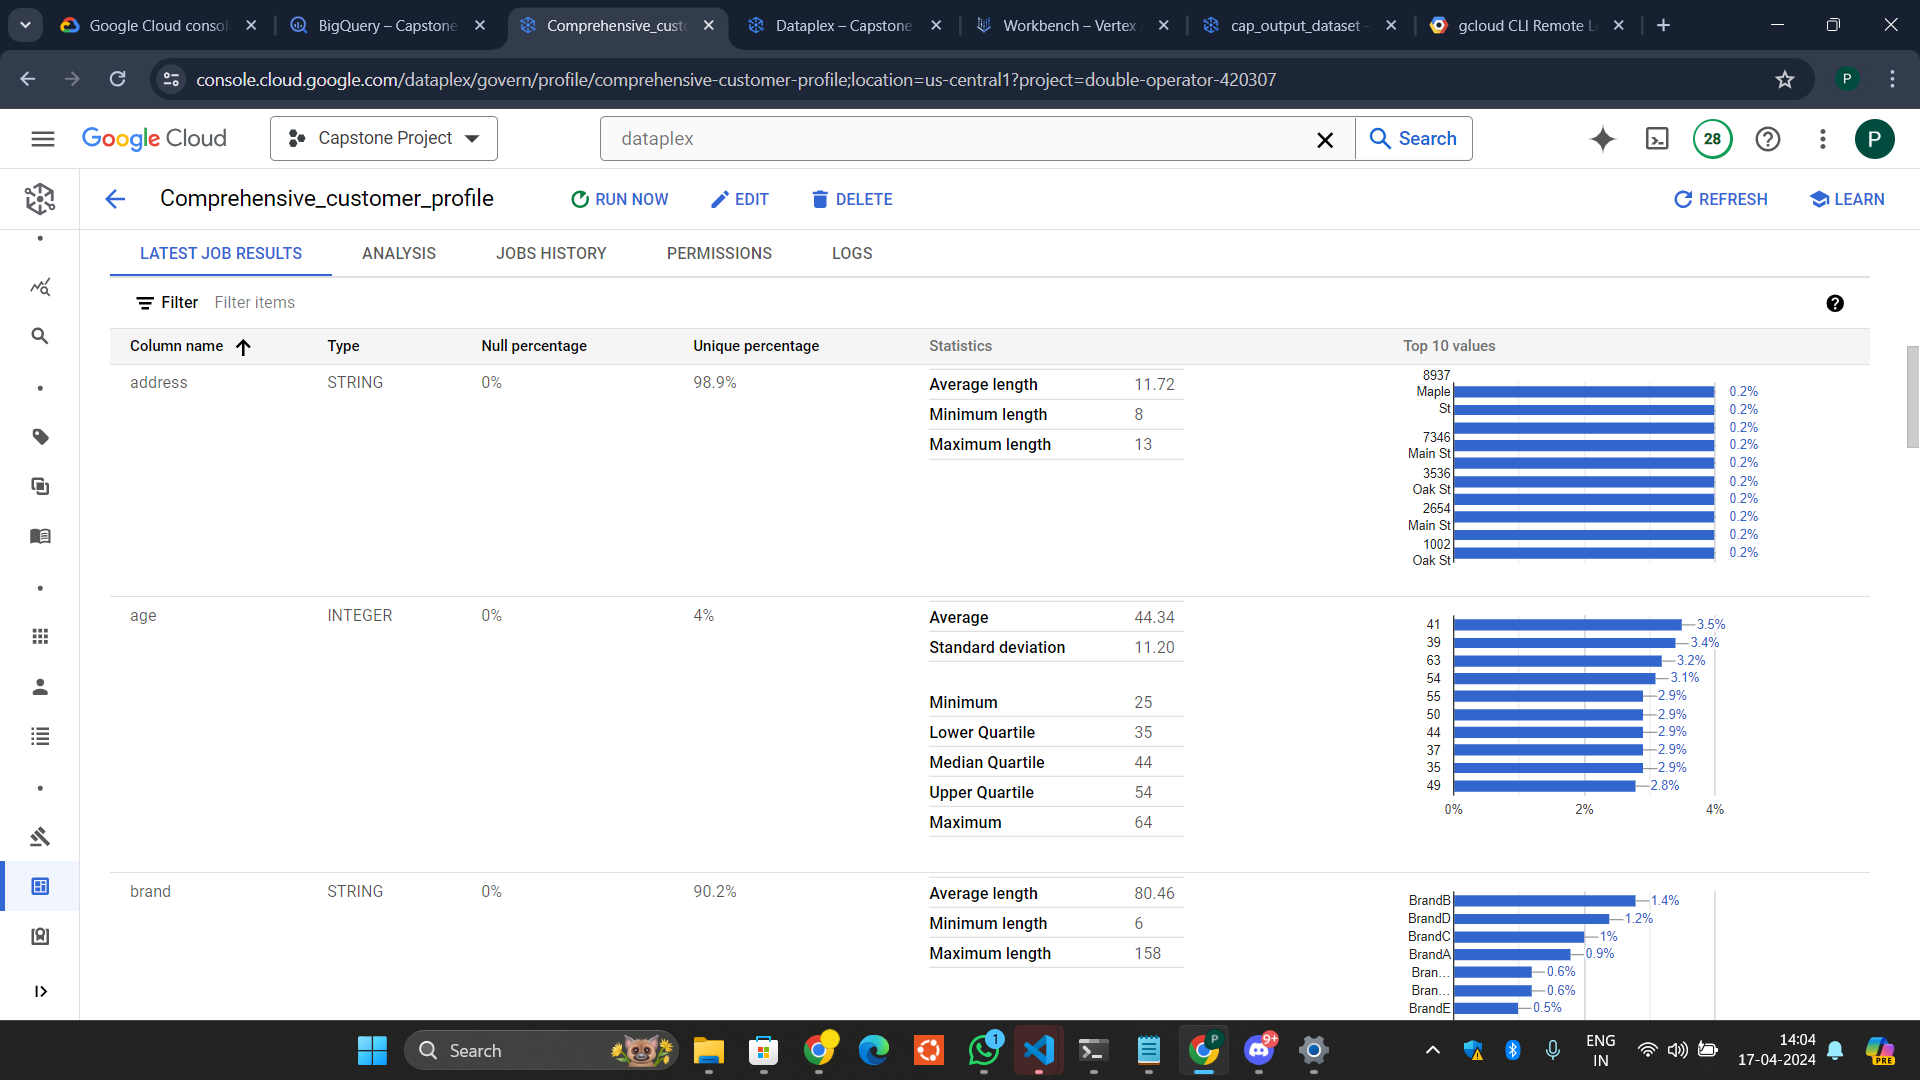 Google Cloud consol
BigQuery – Capstone
Comprehensive_cust
Dataplex – Capstone
Workbench – Vertex
cap_output_dataset -
gcloud CLI Remote L
console.cloud.google.com/dataplex/govern/profile/comprehensive-customer-profile;location=us-central1?project=double-operator-420307
P
Google Cloud
Capstone Project
dataplex
Search
28
P
Comprehensive_customer_profile
RUN NOW
EDIT
DELETE
REFRESH
LEARN
LATEST JOB RESULTS
ANALYSIS
JOBS HISTORY
PERMISSIONS
LOGS
Filter
Filter items
Column name
Type
Null percentage
Unique percentage
Statistics
Top 10 values
address
STRING
0%
98.9%
Average length 11.72
Minimum length 8
Maximum length 13
8937
Maple
St
7346
Main St
3536
Oak St
2654
Main St
1002
Oak St
0.2%
0.2%
0.2%
0.2%
0.2%
0.2%
0.2%
0.2%
0.2%
0.2%
age
INTEGER
0%
4%
Average 44.34
Standard deviation 11.20
Minimum 25
Lower Quartile 35
Median Quartile 44
Upper Quartile 54
Maximum 64
41 3.5%
39 3.4%
63 3.2%
54 3.1%
55 2.9%
50 2.9%
44 2.9%
37 2.9%
35 2.9%
49 2.8%
0% 2% 4%
brand
STRING
0%
90.2%
Average length 80.46
Minimum length 6
Maximum length 158
BrandB 1.4%
BrandD 1.2%
BrandC 1%
BrandA 0.9%
Bran... 0.6%
Bran... 0.6%
BrandE 0.5%
Search
1
P
9+
ENG
IN
14:04
17-04-2024
PRE